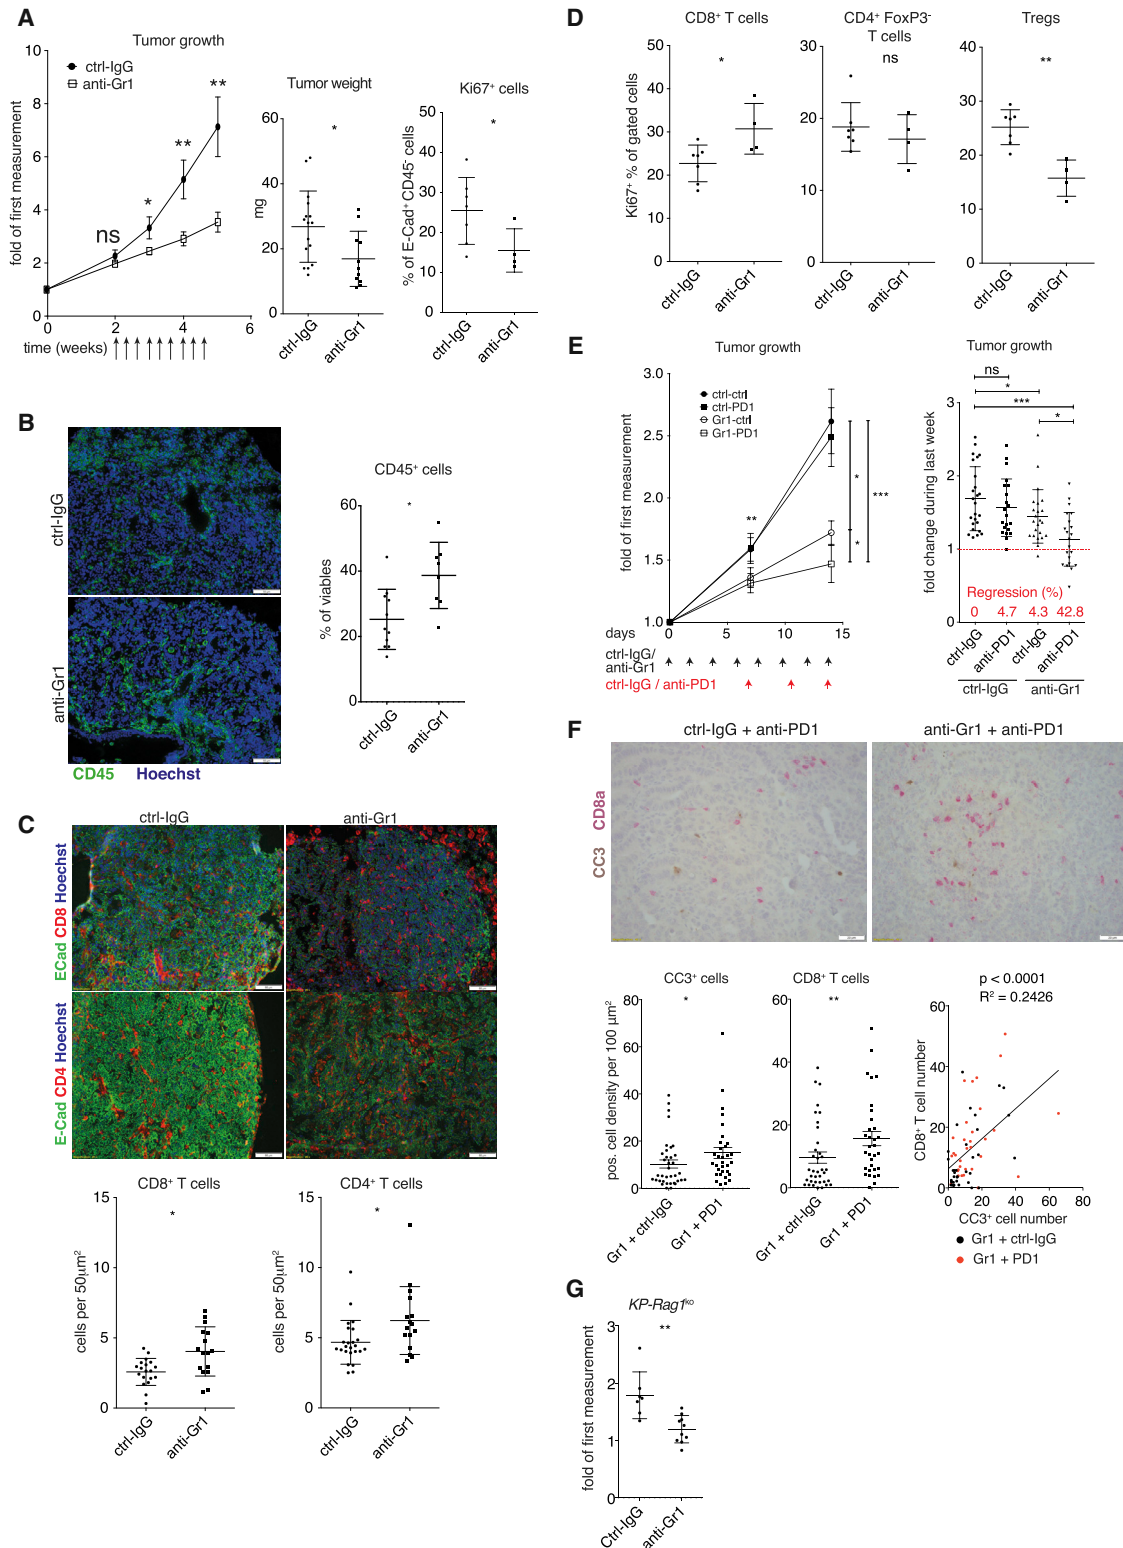 A
Tumor growth
ctrl-IgG
anti-Gr1
fold of first measurement
10
8
6
4
2
0
ns
*
**
**
0
2
4
6
time (weeks)
Tumor weight
*
mg
60
40
20
0
ctrl-IgG
anti-Gr1
Ki67⁺ cells
*
% of E-Cad⁺ CD45⁻ cells
50
40
30
20
10
0
ctrl-IgG
anti-Gr1
B
ctrl-IgG
anti-Gr1
CD45 Hoechst
CD45⁺ cells
*
% of viables
60
40
20
0
ctrl-IgG
anti-Gr1
C
ctrl-IgG
anti-Gr1
ECad CD8 Hoechst
E-Cad CD4 Hoechst
CD8⁺ T cells
*
cells per 50µm²
15
10
5
0
ctrl-IgG
anti-Gr1
CD4⁺ T cells
*
cells per 50µm²
15
10
5
0
ctrl-IgG
anti-Gr1
D
CD8⁺ T cells
*
Ki67⁺ % of gated cells
50
40
30
20
10
0
ctrl-IgG
anti-Gr1
CD4⁺ FoxP3⁻
T cells
ns
30
20
10
0
ctrl-IgG
anti-Gr1
Tregs
**
40
30
20
10
0
ctrl-IgG
anti-Gr1
E
Tumor growth
ctrl-ctrl
ctrl-PD1
Gr1-ctrl
Gr1-PD1
fold of first measurement
3.0
2.5
2.0
1.5
1.0
**
*
*
***
days
0
5
10
15
ctrl-IgG/
anti-Gr1
ctrl-IgG / anti-PD1
Tumor growth
ns
*
***
*
fold change during last week
3
2
1
0
Regression (%)
0 4.7 4.3 42.8
ctrl-IgG
anti-PD1
ctrl-IgG
anti-PD1
ctrl-IgG
anti-Gr1
F
ctrl-IgG + anti-PD1
anti-Gr1 + anti-PD1
CC3 CD8a
CC3⁺ cells
*
pos. cell density per 100 µm²
80
60
40
20
0
Gr1 + ctrl-IgG
Gr1 + PD1
CD8⁺ T cells
**
60
40
20
0
Gr1 + ctrl-IgG
Gr1 + PD1
p < 0.0001
R² = 0.2426
CD8⁺ T cell number
60
40
20
0
0
20
40
60
80
CC3⁺ cell number
Gr1 + ctrl-IgG
Gr1 + PD1
G
KP-Rag1ᵏᵒ
**
fold of first measurement
3
2
1
0
Ctrl-IgG
anti-Gr1